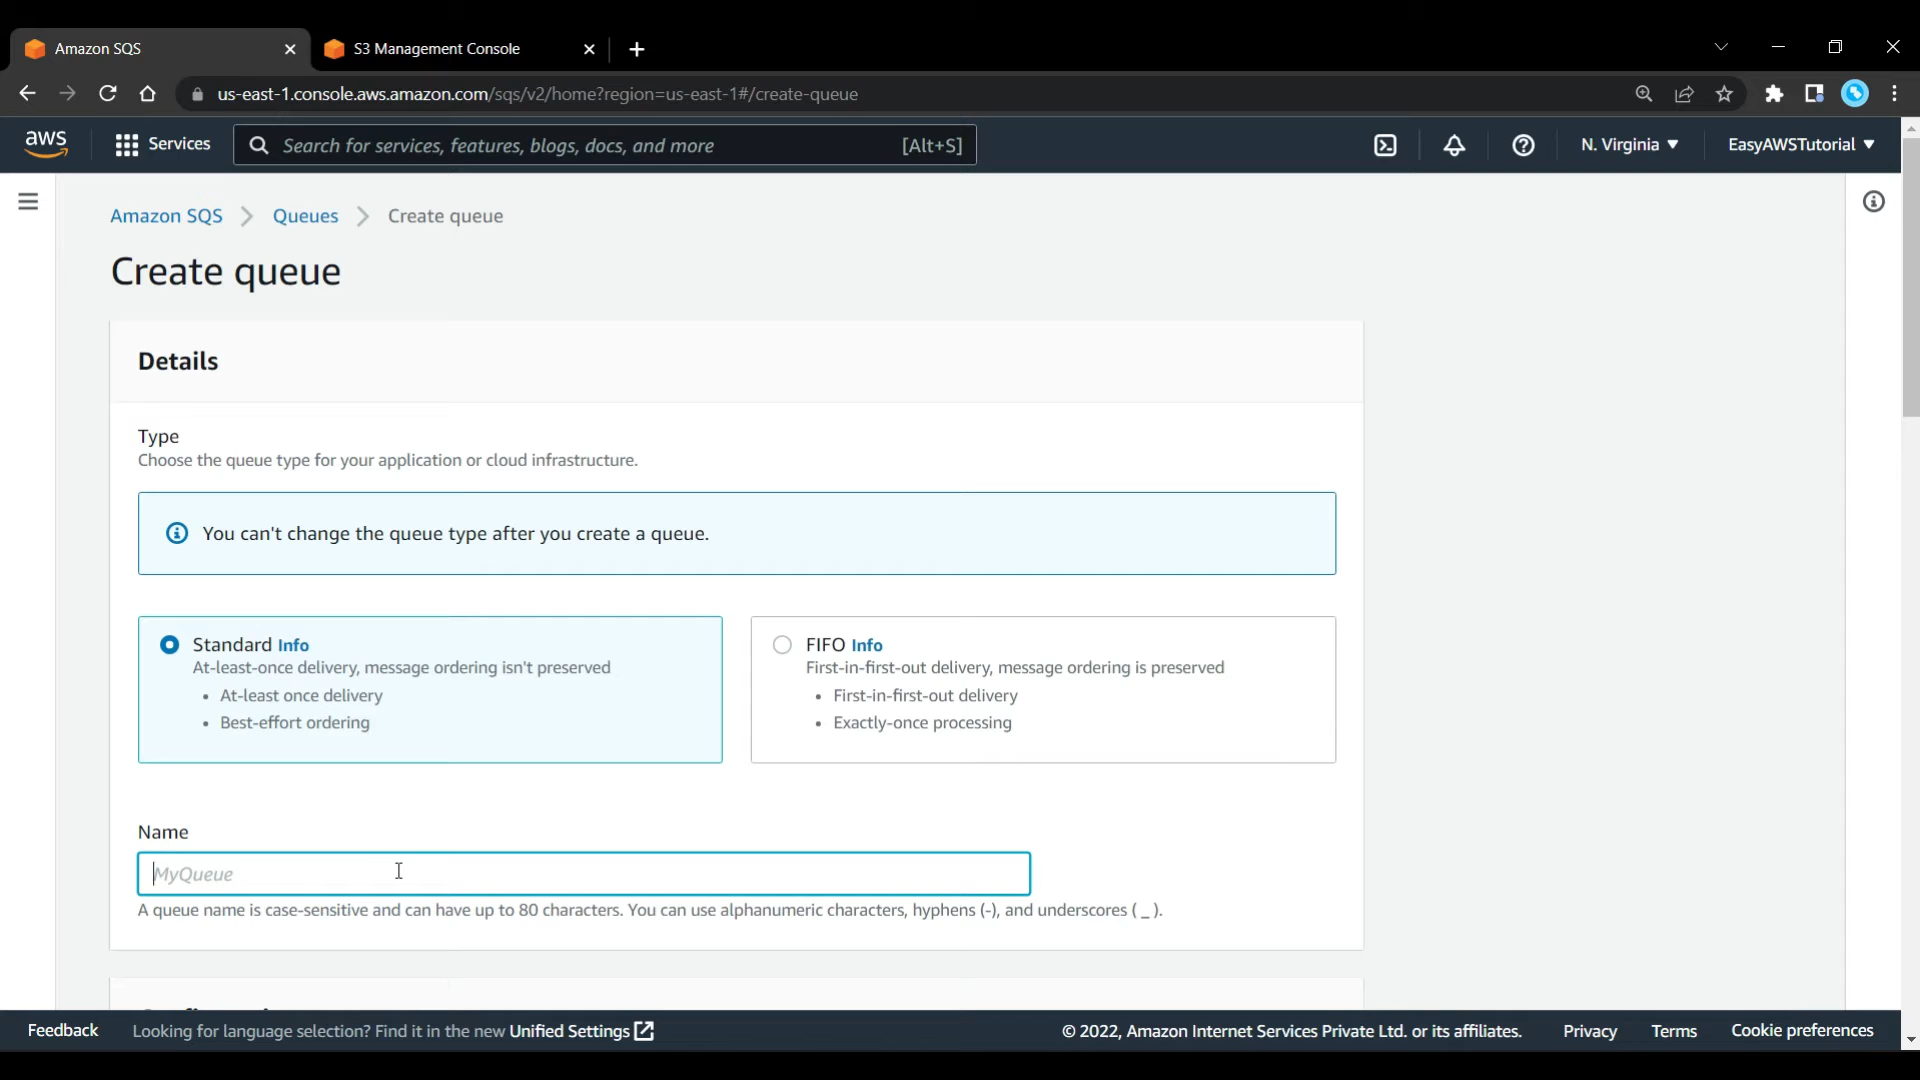 Amazon SQS
S3 Management Console
us-east-1.console.aws.amazon.com/sqs/v2/home?region=us-east-1#/create-queue
aws
Services
Search for services, features, blogs, docs, and more
[Alt+S]
N. Virginia
EasyAWSTutorial
Amazon SQS
Queues
Create queue
Create queue
Details
Type
Choose the queue type for your application or cloud infrastructure.
You can't change the queue type after you create a queue.
Standard Info
At-least-once delivery, message ordering isn't preserved
• At-least once delivery
• Best-effort ordering
FIFO Info
First-in-first-out delivery, message ordering is preserved
• First-in-first-out delivery
• Exactly-once processing
Name
MyQueue
A queue name is case-sensitive and can have up to 80 characters. You can use alphanumeric characters, hyphens (-), and underscores ( _ ).
Feedback
Looking for language selection? Find it in the new Unified Settings
© 2022, Amazon Internet Services Private Ltd. or its affiliates.
Privacy
Terms
Cookie preferences